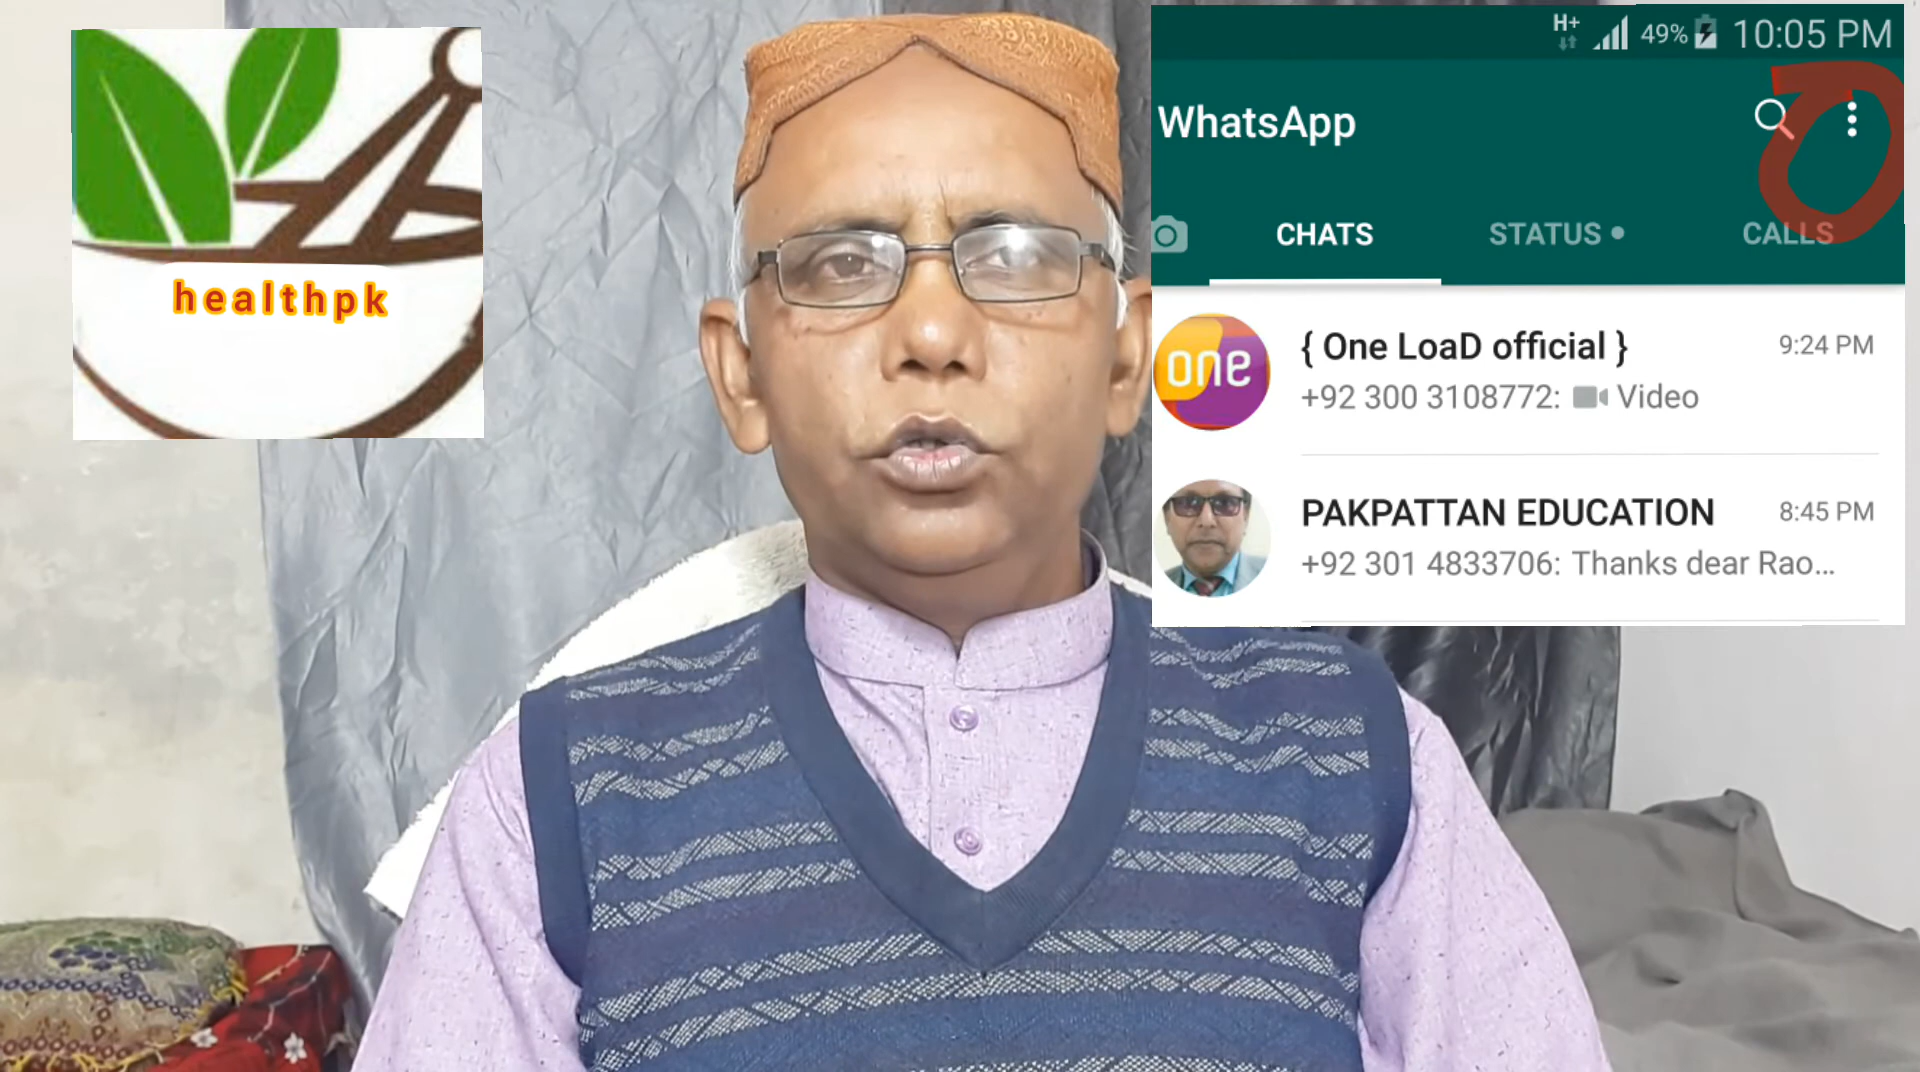 healthpk
H+ 49% 10:05 PM
WhatsApp
CHATS STATUS CALLS
one
{ One LoaD official } 9:24 PM
+92 300 3108772: Video
PAKPATTAN EDUCATION 8:45 PM
+92 301 4833706: Thanks dear Rao...